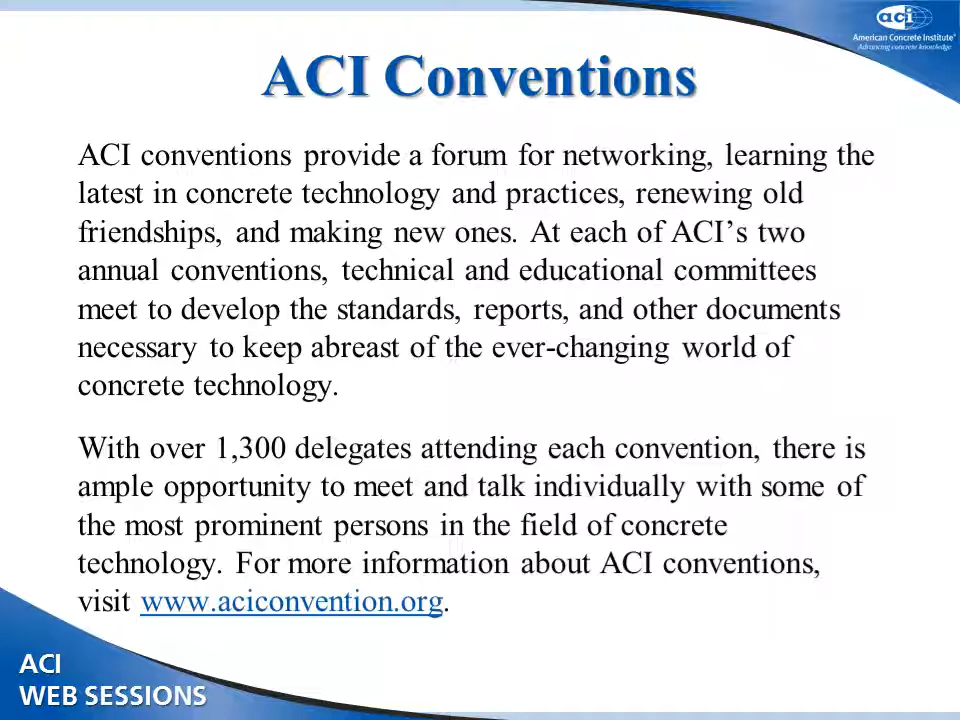 aci
American Concrete Institute®
Advancing concrete knowledge
ACI Conventions
ACI conventions provide a forum for networking, learning the
latest in concrete technology and practices, renewing old
friendships, and making new ones. At each of ACI’s two
annual conventions, technical and educational committees
meet to develop the standards, reports, and other documents
necessary to keep abreast of the ever-changing world of
concrete technology.
With over 1,300 delegates attending each convention, there is
ample opportunity to meet and talk individually with some of
the most prominent persons in the field of concrete
technology. For more information about ACI conventions,
visit www.aciconvention.org.
ACI
WEB SESSIONS